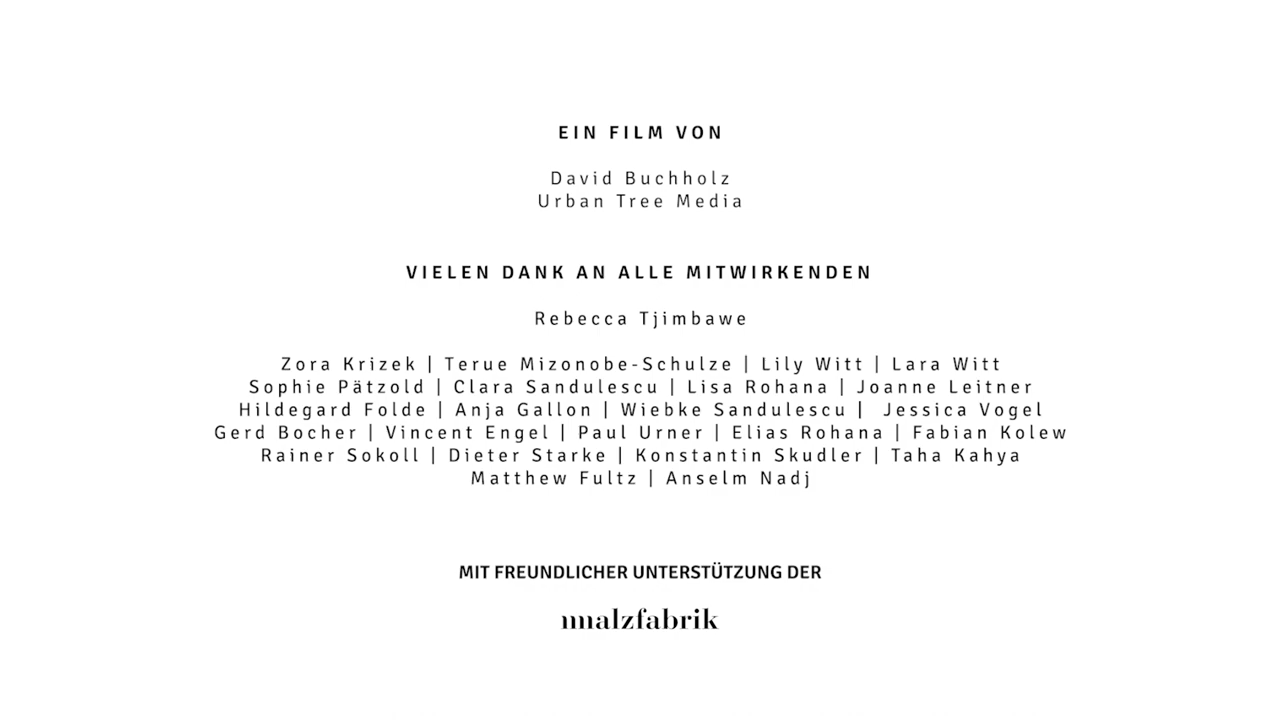 EIN FILM VON
David Buchholz
Urban Tree Media
VIELEN DANK AN ALLE MITWIRKENDEN
Rebecca Tjimbawe
Zora Krizek | Terue Mizonobe-Schulze | Lily Witt | Lara Witt
Sophie Pätzold | Clara Sandulescu | Lisa Rohana | Joanne Leitner
Hildegard Folde | Anja Gallon | Wiebke Sandulescu | Jessica Vogel
Gerd Bocher | Vincent Engel | Paul Urner | Elias Rohana | Fabian Kolew
Rainer Sokoll | Dieter Starke | Konstantin Skudler | Taha Kahya
Matthew Fultz | Anselm Nadj
MIT FREUNDLICHER UNTERSTÜTZUNG DER
malzfabrik